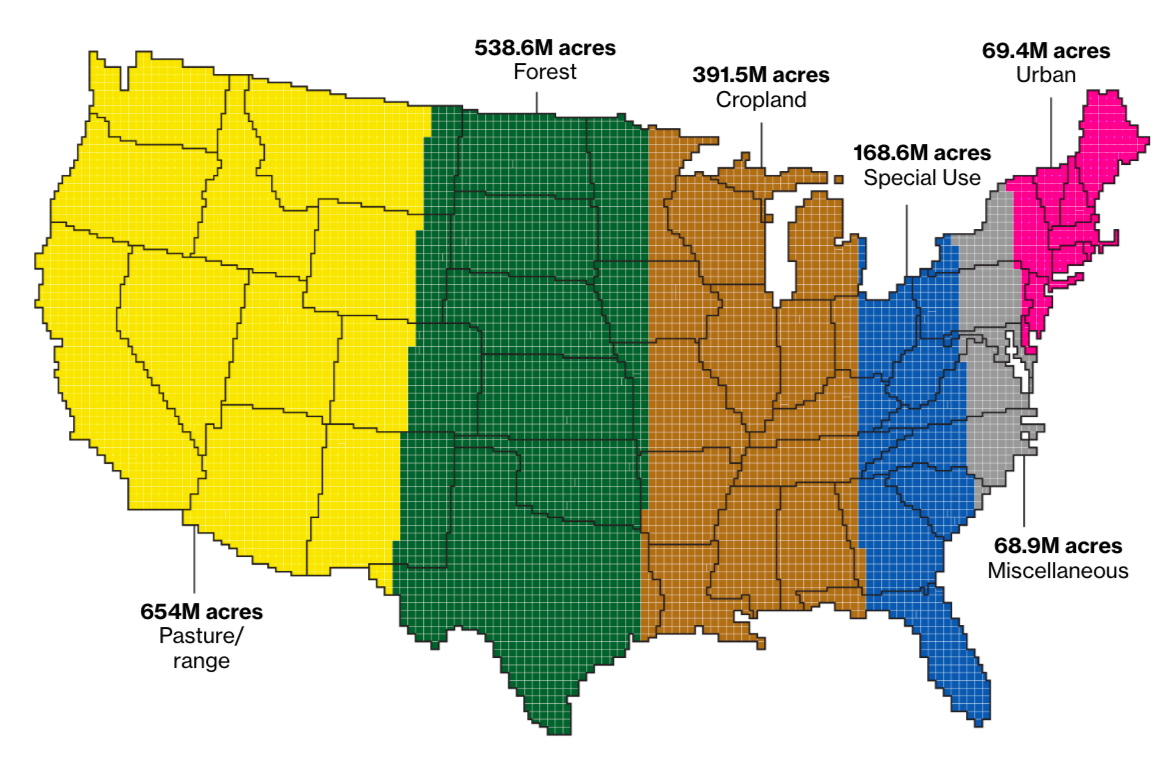 538.6M acres
Forest
391.5M acres
Cropland
69.4M acres
Urban
168.6M acres
Special Use
68.9M acres
Miscellaneous
654M acres
Pasture/
range